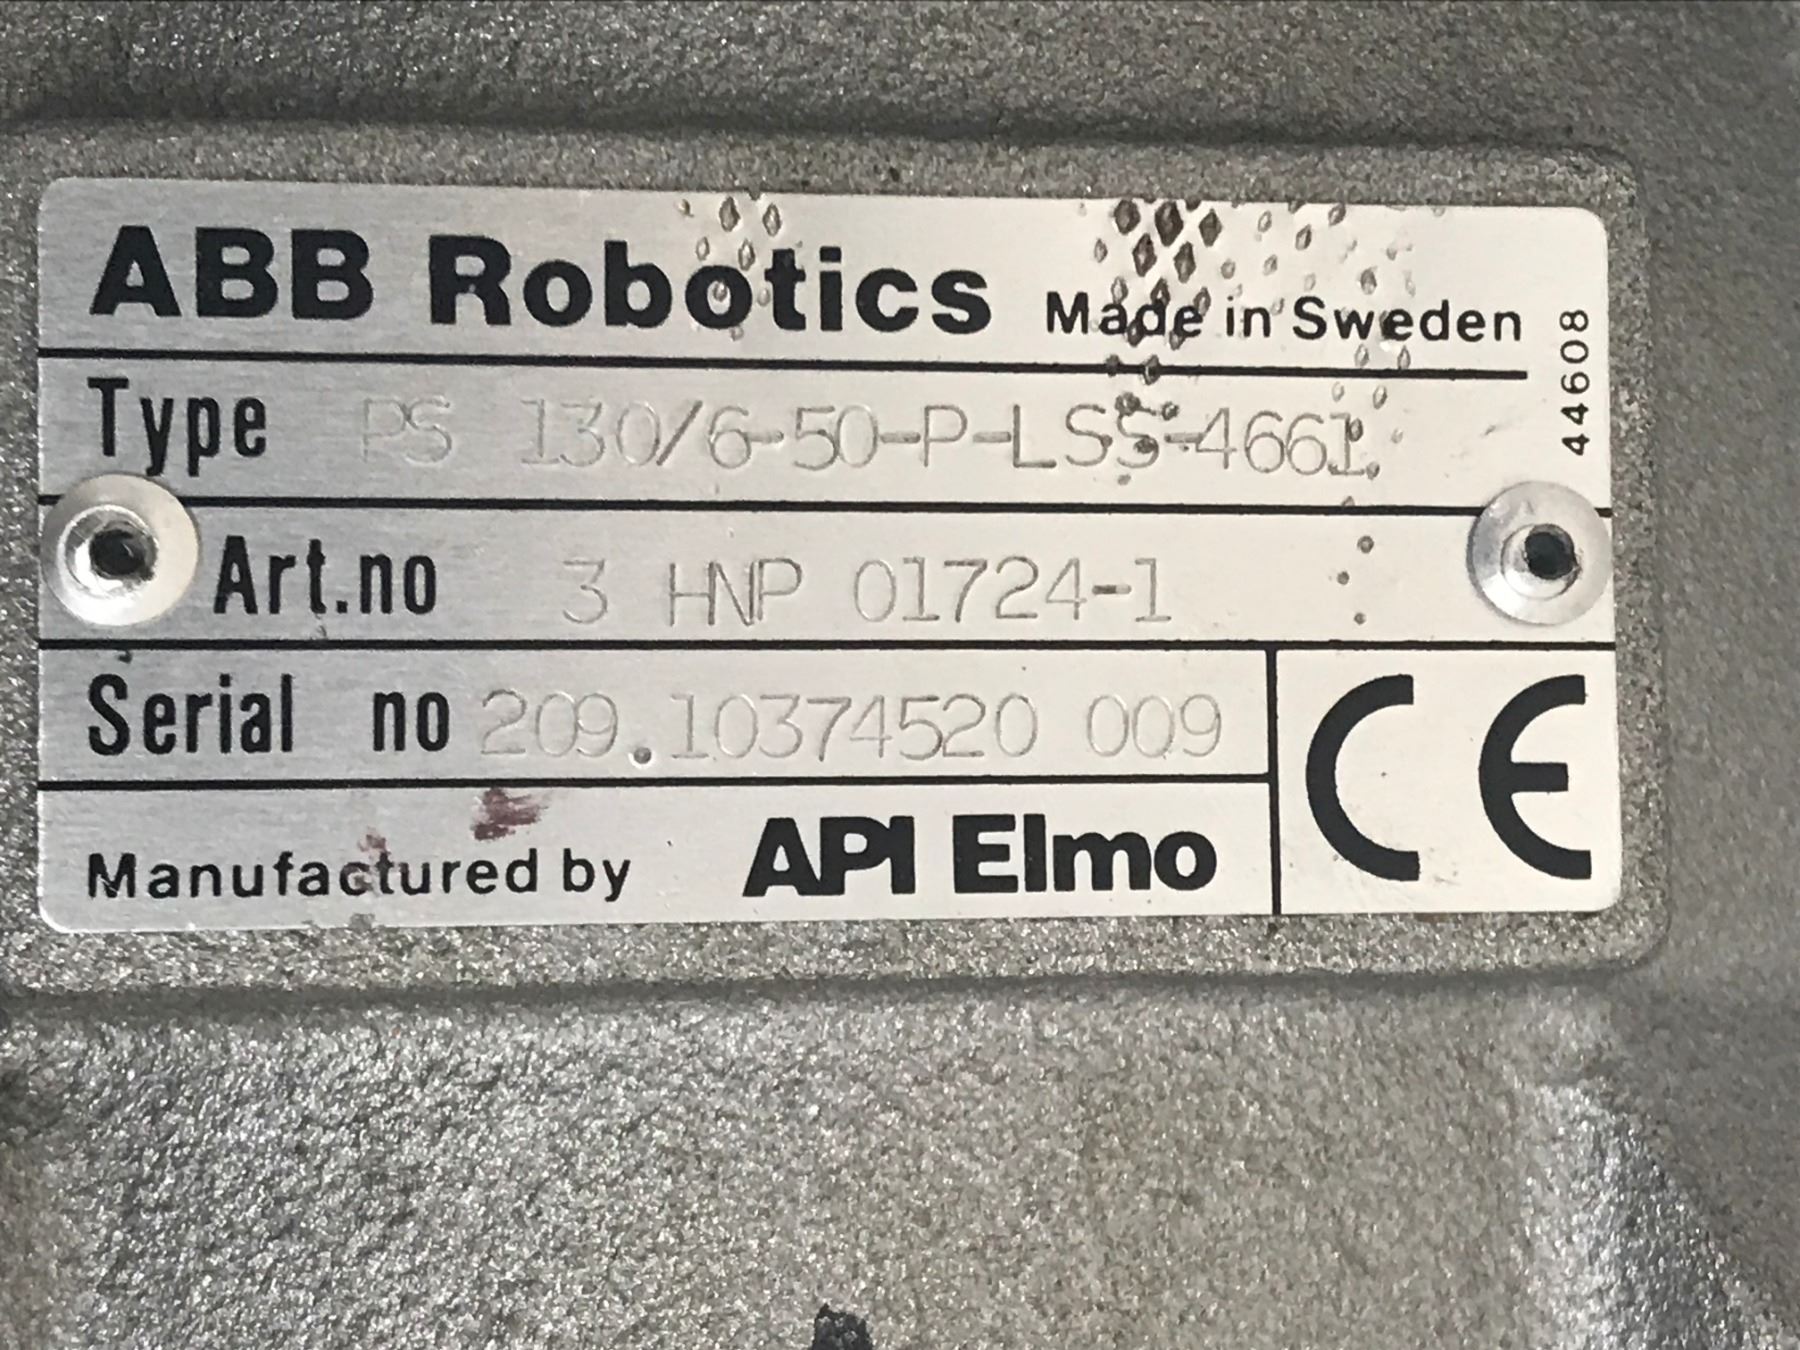 ABB Robotics Made in Sweden
44608
Type PS 130/6-50-P-LSS-4661
Art.no 3 HNP 01724-1
Serial no 209.10374520 009
Manufactured by API Elmo
CE